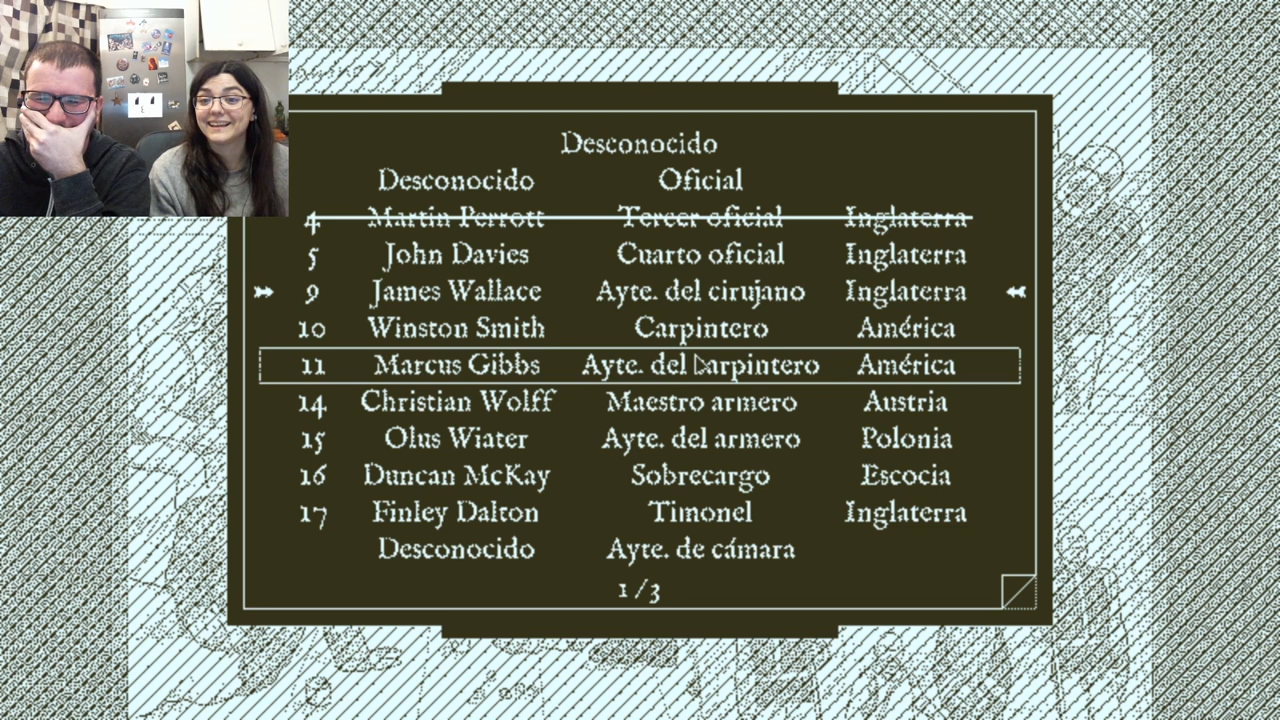 Desconocido
Desconocido Oficial
4 Martin Perrott Tercer oficial Inglaterra
5 John Davies Cuarto oficial Inglaterra
9 James Wallace Ayte. del cirujano Inglaterra
10 Winston Smith Carpintero América
11 Marcus Gibbs Ayte. del carpintero América
14 Christian Wolff Maestro armero Austria
15 Olus Wiater Ayte. del armero Polonia
16 Duncan McKay Sobrecargo Escocia
17 Finley Dalton Timonel Inglaterra
Desconocido Ayte. de cámara
1/3